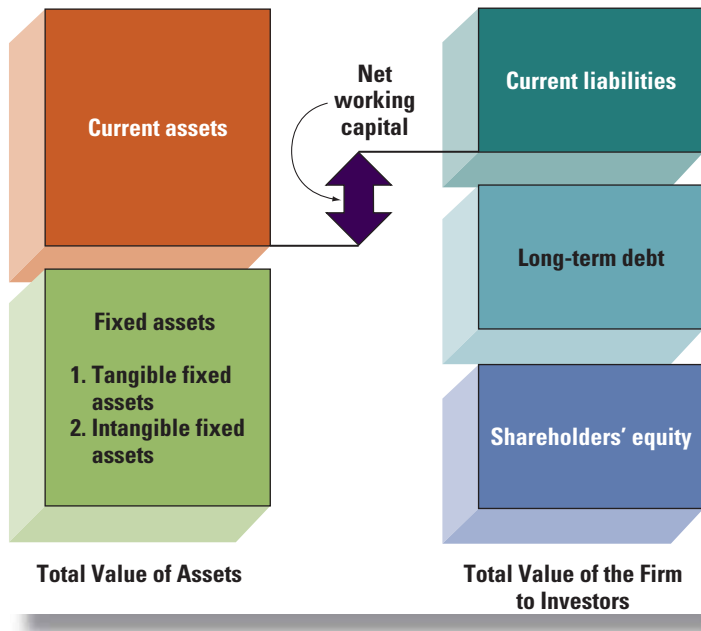 Current assets
Fixed assets
1. Tangible fixed
assets
2. Intangible fixed
assets
Total Value of Assets
Net
working
capital
Current liabilities
Long-term debt
Shareholders’ equity
Total Value of the Firm
to Investors